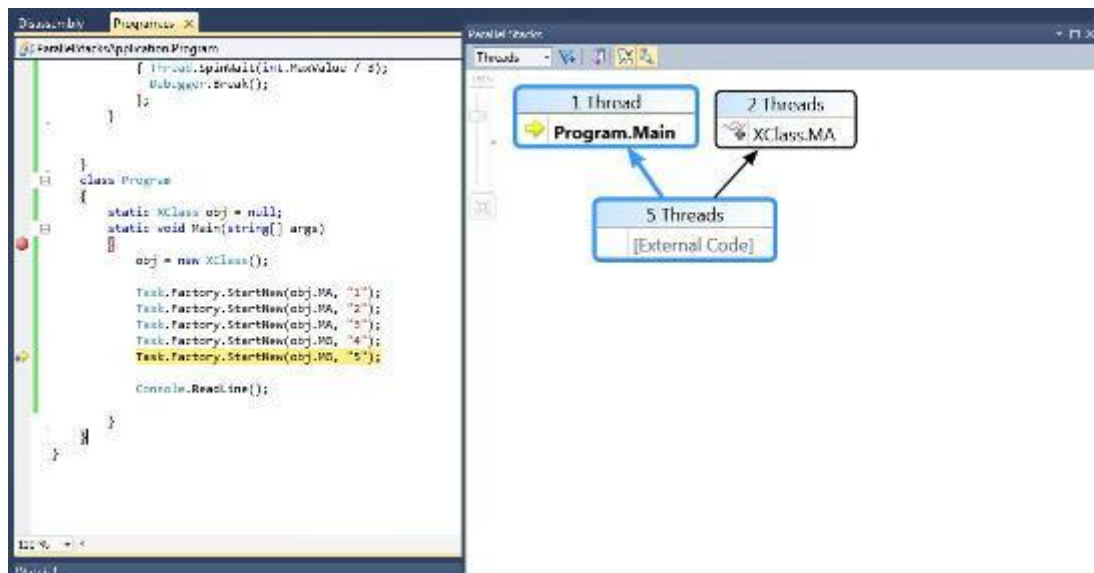 Disassembly Program.cs ×
ParallelStacksApplication.Program
{ Thread.SpinWait(int.MaxValue / 3);
Debugger.Break();
};
}
}
class Program
{
static XClass obj = null;
static void Main(string[] args)
{
obj = new XClass();
Task.Factory.StartNew(obj.MA, "1");
Task.Factory.StartNew(obj.MA, "2");
Task.Factory.StartNew(obj.MA, "3");
Task.Factory.StartNew(obj.MB, "4");
Task.Factory.StartNew(obj.MB, "5");
Console.ReadLine();
}
}
}
Parallel Stacks
Threads
1 Thread
Program.Main
2 Threads
XClass.MA
5 Threads
[External Code]